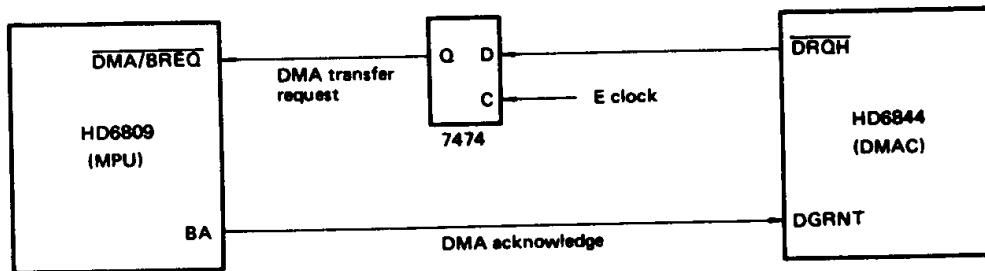 DMA/BREQ
HD6809
(MPU)
BA
DMA transfer
request
Q
D
C
7474
E clock
DRQH
HD6844
(DMAC)
DGRNT
DMA acknowledge